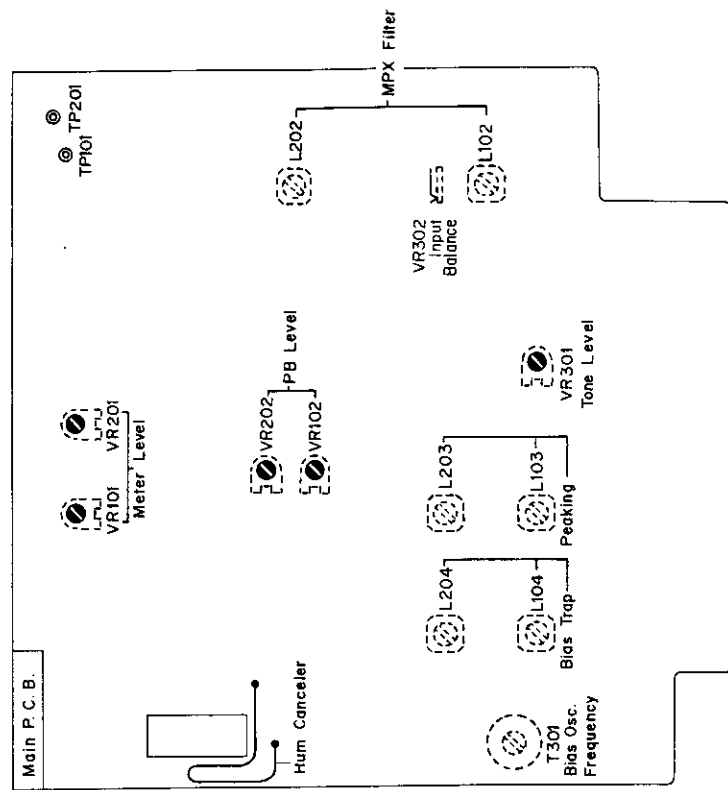 Main P.C.B.
TP101
TP201
VR101
VR201
Meter Level
Hum Canceler
VR202
PB Level
VR102
L202
MPX Filter
VR302
Input
Balance
L102
L204
L203
L104
L103
Bias Trap
Peaking
VR301
Tone Level
T301
Bias Osc.
Frequency